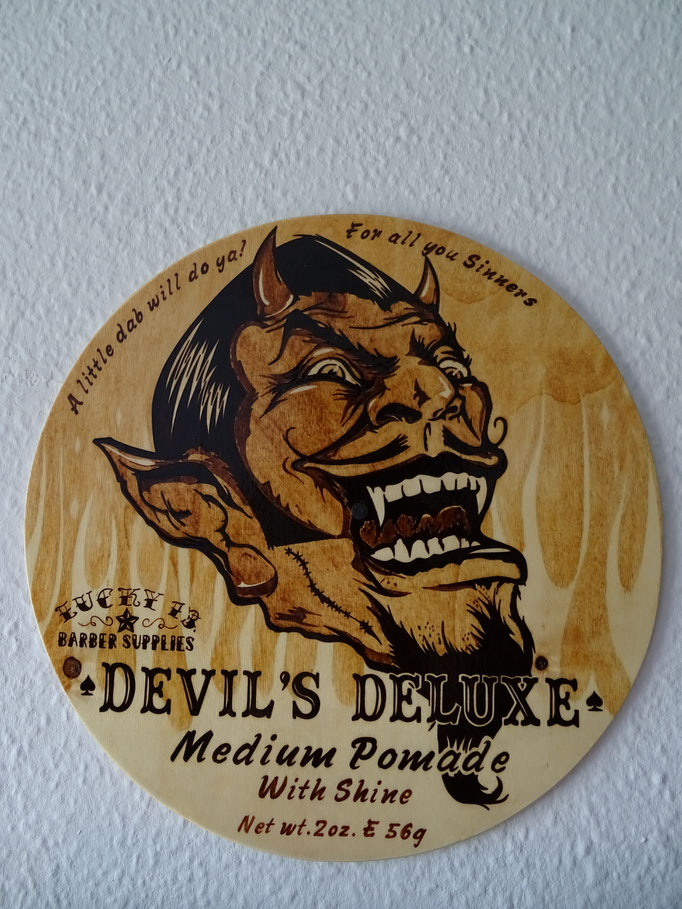 A little dab will do ya?
For all you Sinners
LUCKY 13
BARBER SUPPLIES
DEVIL'S DELUXE
Medium Pomade
With Shine
Net wt.2oz. E 56g